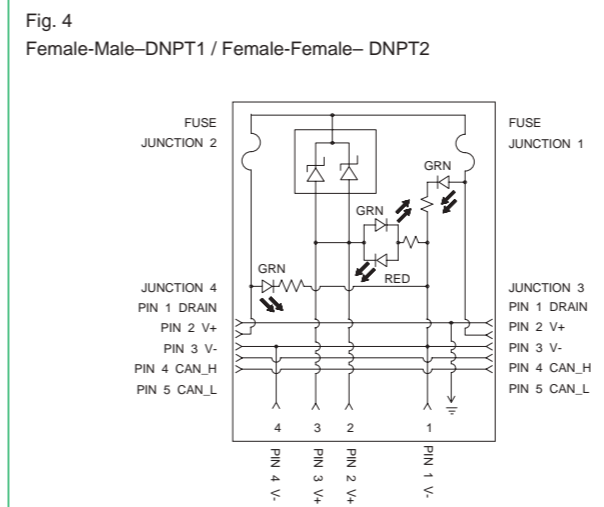 Fig. 4
Female-Male–DNPT1 / Female-Female– DNPT2
FUSE
JUNCTION 2
FUSE
JUNCTION 1
GRN
GRN
RED
GRN
JUNCTION 4
PIN 1 DRAIN
PIN 2 V+
PIN 3 V-
PIN 4 CAN_H
PIN 5 CAN_L
JUNCTION 3
PIN 1 DRAIN
PIN 2 V+
PIN 3 V-
PIN 4 CAN_H
PIN 5 CAN_L
4
3
2
1
PIN 4 V-
PIN 3 V+
PIN 2 V+
PIN 1 V-